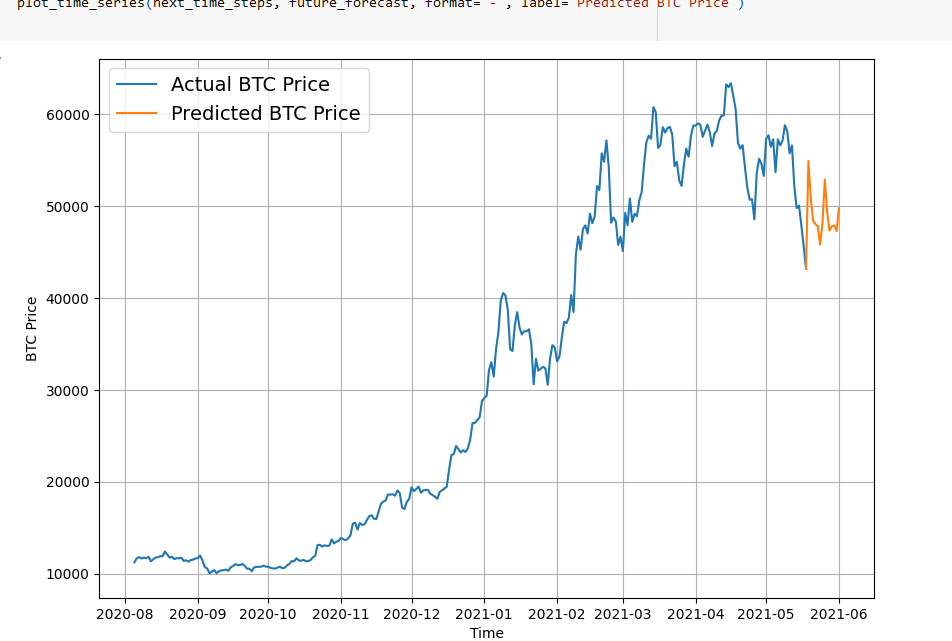 plot_time_series(next_time_steps, future_forecast, format='-', label='Predicted BTC Price')
Actual BTC Price
Predicted BTC Price
60000
50000
40000
30000
20000
10000
BTC Price
2020-08 2020-09 2020-10 2020-11 2020-12 2021-01 2021-02 2021-03 2021-04 2021-05 2021-06
Time